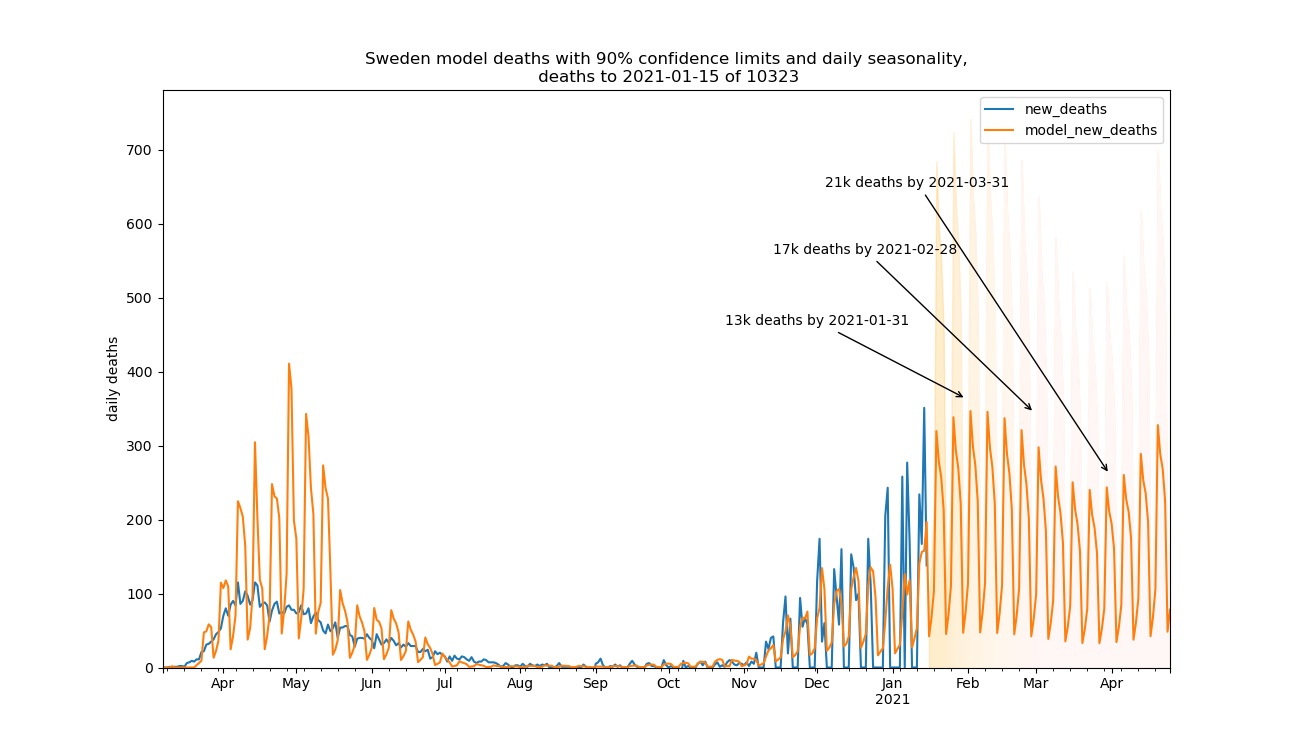 Sweden model deaths with 90% confidence limits and daily seasonality,
deaths to 2021-01-15 of 10323
new_deaths
model_new_deaths
21k deaths by 2021-03-31
17k deaths by 2021-02-28
13k deaths by 2021-01-31
daily deaths
700
600
500
400
300
200
100
0
Apr May Jun Jul Aug Sep Oct Nov Dec Jan Feb Mar Apr
2021